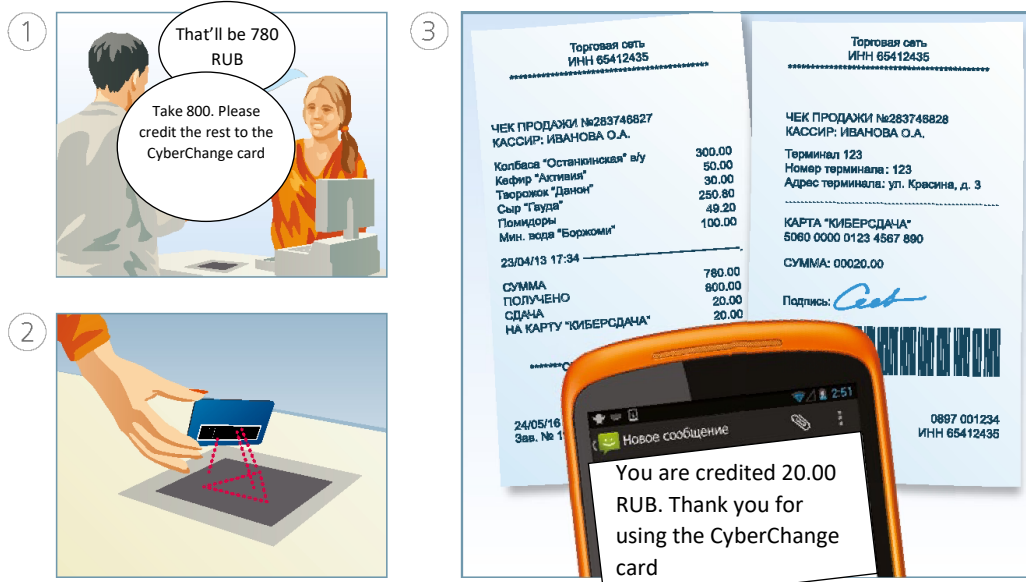 1
That’ll be 780
RUB
Take 800. Please
credit the rest to the
CyberChange card
2
3
Торговая сеть
ИНН 65412435
************************************************
ЧЕК ПРОДАЖИ №283746827
КАССИР: ИВАНОВА О.А.
Колбаса "Останкинская" в/у 300.00
Кефир "Активия" 50.00
Творожок "Данон" 30.00
Сыр "Гауда" 250.80
Помидоры 49.20
Мин. вода "Боржоми" 100.00
23/04/13 17:34
СУММА 780.00
ПОЛУЧЕНО 800.00
СДАЧА 20.00
НА КАРТУ "КИБЕРСДАЧА" 20.00
24/05/16
Зав. №
Торговая сеть
ИНН 65412435
************************************************
ЧЕК ПРОДАЖИ №283746828
КАССИР: ИВАНОВА О.А.
Терминал 123
Номер терминала: 123
Адрес терминала: ул. Красина, д. 3
КАРТА "КИБЕРСДАЧА"
5060 0000 0123 4567 890
СУММА: 00020.00
Подпись:
0897 001234
ИНН 65412435
2:51
Новое сообщение
You are credited 20.00
RUB. Thank you for
using the CyberChange
card